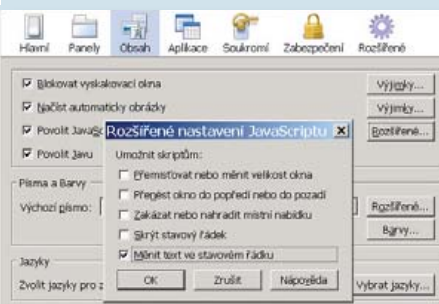 Hlavní Panely Obsah Aplikace Soukromí Zabezpečení Rozšířené
Blokovat vyskakovací okna Výjimky...
Načíst automaticky obrázky Výjimky...
Povolit JavaSc Rozšířené...
Rozšířené nastavení JavaScriptu
Povolit Javu
Umožnit skriptům:
Přemisťovat nebo měnit velikost okna
Přenést okno do popředí nebo do pozadí
Zakázat nebo nahradit místní nabídku
Skrýt stavový řádek
Měnit text ve stavovém řádku
OK Zrušit Nápověda
Písma a Barvy
Výchozí písmo: Rozšířené...
Barvy...
Jazyky
Zvolit jazyky pro z Vybrat jazyky...